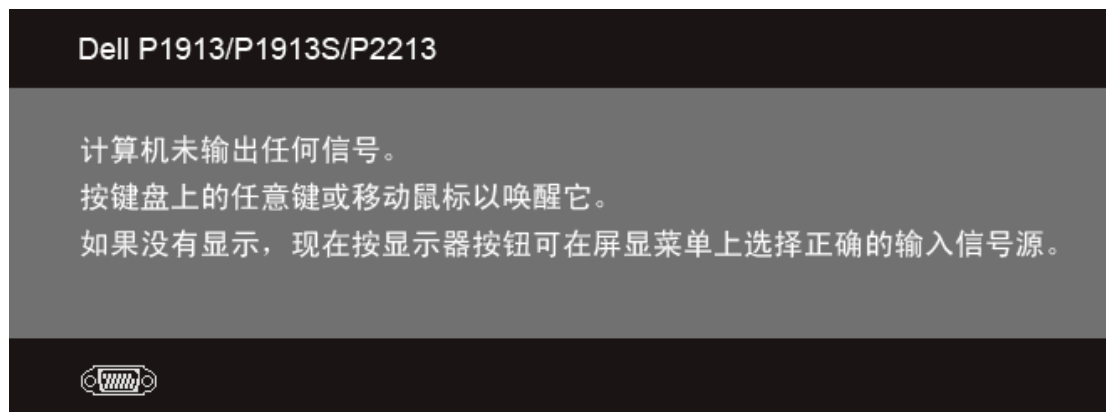 Dell P1913/P1913S/P2213
计算机未输出任何信号。
按键盘上的任意键或移动鼠标以唤醒它。
如果没有显示，现在按显示器按钮可在屏显菜单上选择正确的输入信号源。